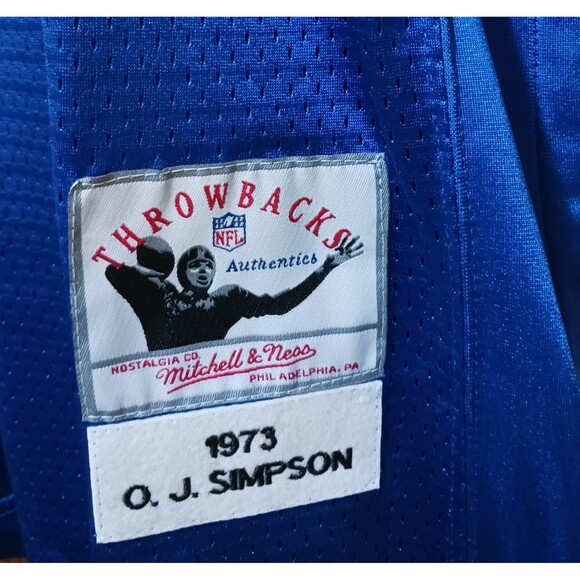 THROWBACKS
NFL
Authentics
NOSTALGIA CO.
Mitchell & Ness
PHILADELPHIA, PA
1973
O. J. SIMPSON